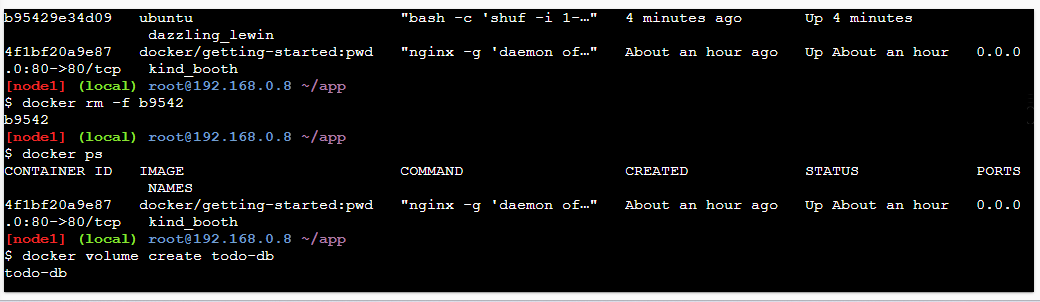 b95429e34d09   ubuntu                       "bash -c 'shuf -i 1-…"   4 minutes ago       Up 4 minutes
                dazzling_lewin
4f1bf20a9e87   docker/getting-started:pwd   "nginx -g 'daemon of…"   About an hour ago   Up About an hour   0.0.0
.0:80->80/tcp   kind_booth
[node1] (local) root@192.168.0.8 ~/app
$ docker rm -f b9542
b9542
[node1] (local) root@192.168.0.8 ~/app
$ docker ps
CONTAINER ID   IMAGE                        COMMAND                  CREATED             STATUS             PORTS
                NAMES
4f1bf20a9e87   docker/getting-started:pwd   "nginx -g 'daemon of…"   About an hour ago   Up About an hour   0.0.0
.0:80->80/tcp   kind_booth
[node1] (local) root@192.168.0.8 ~/app
$ docker volume create todo-db
todo-db